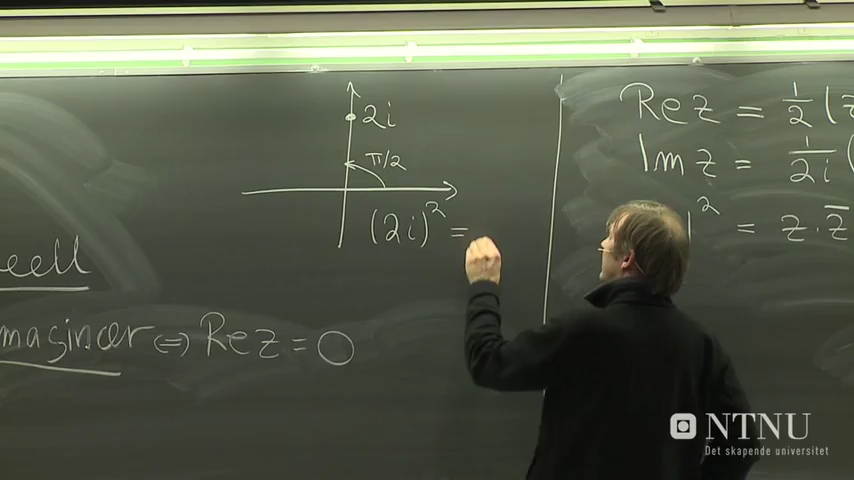 2i
π/2
(2i)² =
eell
maginær ⇔ Re z = 0
Re z = 1/2 (z
Im z = 1/2i (
|² = z · z̅
NTNU
Det skapende universitet